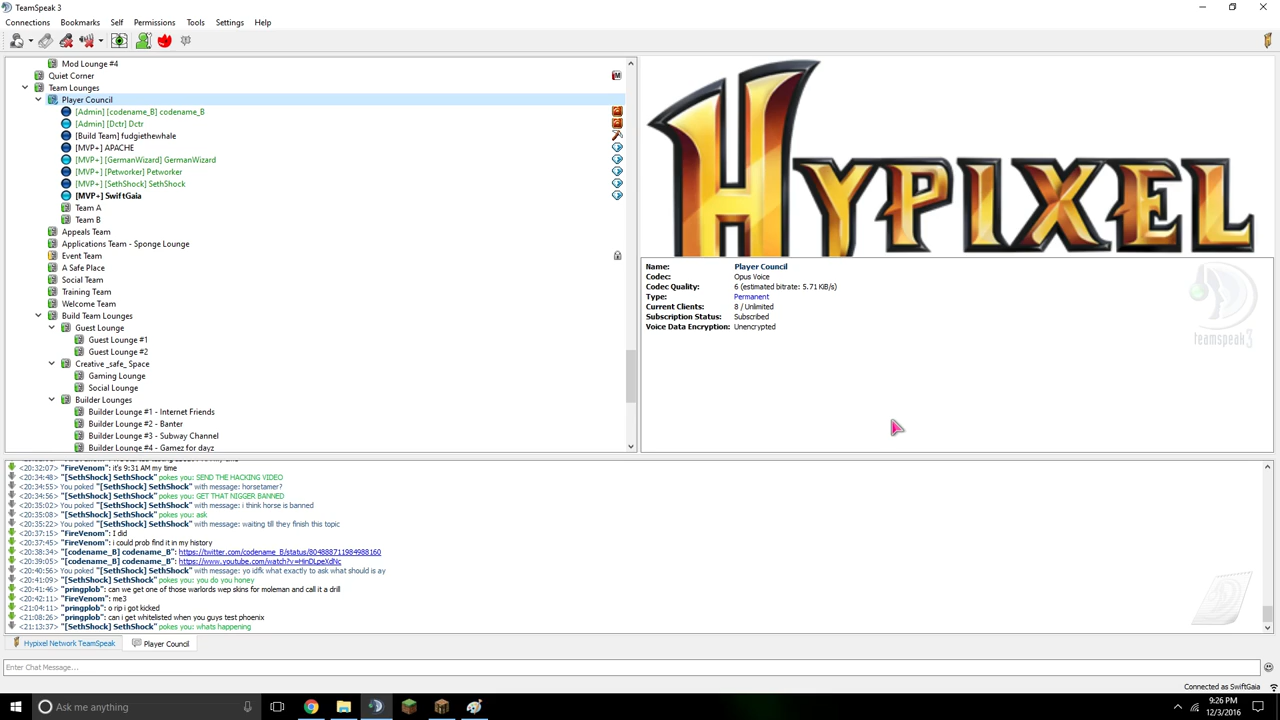 TeamSpeak 3
Connections Bookmarks Self Permissions Tools Settings Help
Mod Lounge #4
Quiet Corner
M
Team Lounges
Player Council
[Admin] [codename_B] codename_B
[Admin] [Dctr] Dctr
[Build Team] fudgiethewhale
[MVP+] APACHE
[MVP+] [GermanWizard] GermanWizard
[MVP+] [Petworker] Petworker
[MVP+] [SethShock] SethShock
[MVP+] SwiftGaia
Team A
Team B
Appeals Team
Applications Team - Sponge Lounge
Event Team
A Safe Place
Social Team
Training Team
Welcome Team
Build Team Lounges
Guest Lounge
Guest Lounge #1
Guest Lounge #2
Creative _safe_ Space
Gaming Lounge
Social Lounge
Builder Lounges
Builder Lounge #1 - Internet Friends
Builder Lounge #2 - Banter
Builder Lounge #3 - Subway Channel
Builder Lounge #4 - Gamez for dayz
HYPIXEL
Name: Player Council
Codec: Opus Voice
Codec Quality: 6 (estimated bitrate: 5.71 KiB/s)
Type: Permanent
Current Clients: 8 / Unlimited
Subscription Status: Subscribed
Voice Data Encryption: Unencrypted
teamspeak3
<20:32:07> "FireVenom": it's 9:31 AM my time
<20:34:48> "[SethShock] SethShock" pokes you: SEND THE HACKING VIDEO
<20:34:55> You poked "[SethShock] SethShock" with message: horsetamer?
<20:34:56> "[SethShock] SethShock" pokes you: GET THAT NIGGER BANNED
<20:35:02> You poked "[SethShock] SethShock" with message: i think horse is banned
<20:35:08> "[SethShock] SethShock" pokes you: ask
<20:35:22> You poked "[SethShock] SethShock" with message: waiting till they finish this topic
<20:37:15> "FireVenom": I did
<20:37:45> "FireVenom": i could prob find it in my history
<20:38:34> "[codename_B] codename_B": https://twitter.com/codename_B/status/804888711984988160
<20:39:05> "[codename_B] codename_B": https://www.youtube.com/watch?v=HinDLpeXdNc
<20:40:56> You poked "[SethShock] SethShock" with message: yo idfk what exactly to ask what should is ay
<20:41:09> "[SethShock] SethShock" pokes you: you do you honey
<20:41:46> "pringplob": can we get one of those warlords wep skins for moleman and call it a drill
<20:42:11> "FireVenom": me3
<21:04:11> "pringplob": o rip i got kicked
<21:08:26> "pringplob": can i get whitelisted when you guys test phoenix
<21:13:37> "[SethShock] SethShock" pokes you: whats happening
Hypixel Network TeamSpeak Player Council
Enter Chat Message...
Connected as SwiftGaia
Ask me anything
9:26 PM
12/3/2016